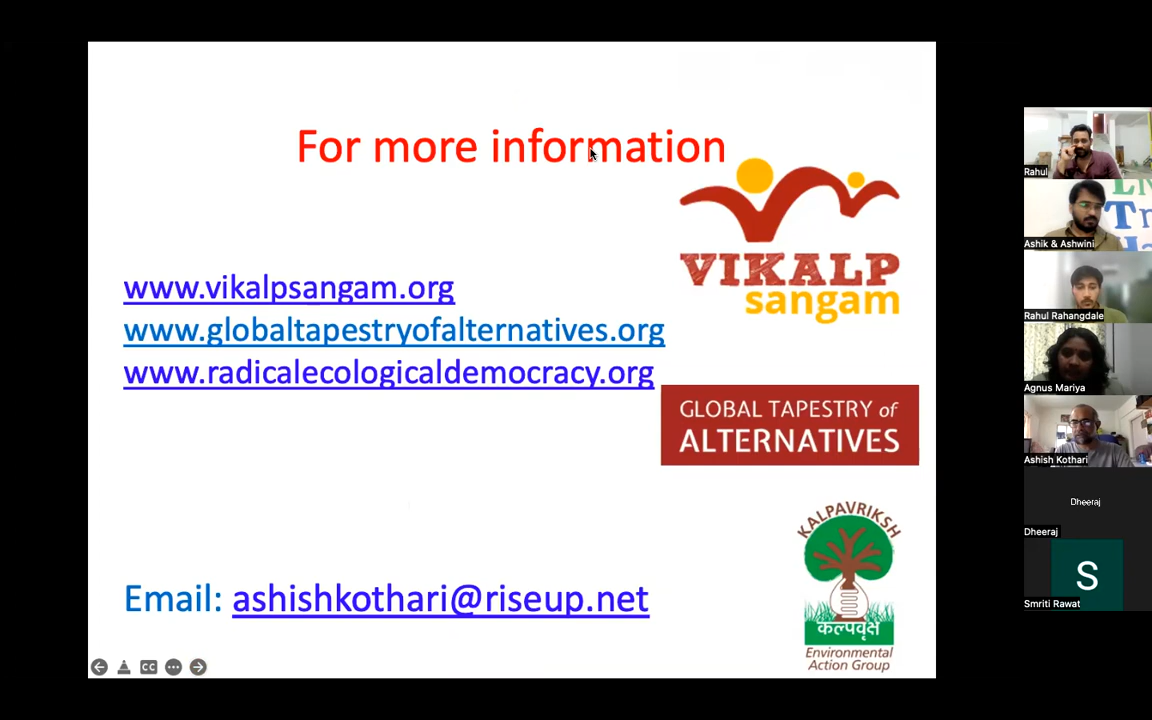 For more information
VIKALP
sangam
www.vikalpsangam.org
www.globaltapestryofalternatives.org
www.radicalecologicaldemocracy.org
GLOBAL TAPESTRY of
ALTERNATIVES
KALPAVRIKSH
कल्पवृक्ष
Environmental
Action Group
Email: ashishkothari@riseup.net
CC
Rahul
Ashik & Ashwini
Rahul Rahangdale
Agnus Mariya
Ashish Kothari
Dheeraj
Dheeraj
S
Smriti Rawat